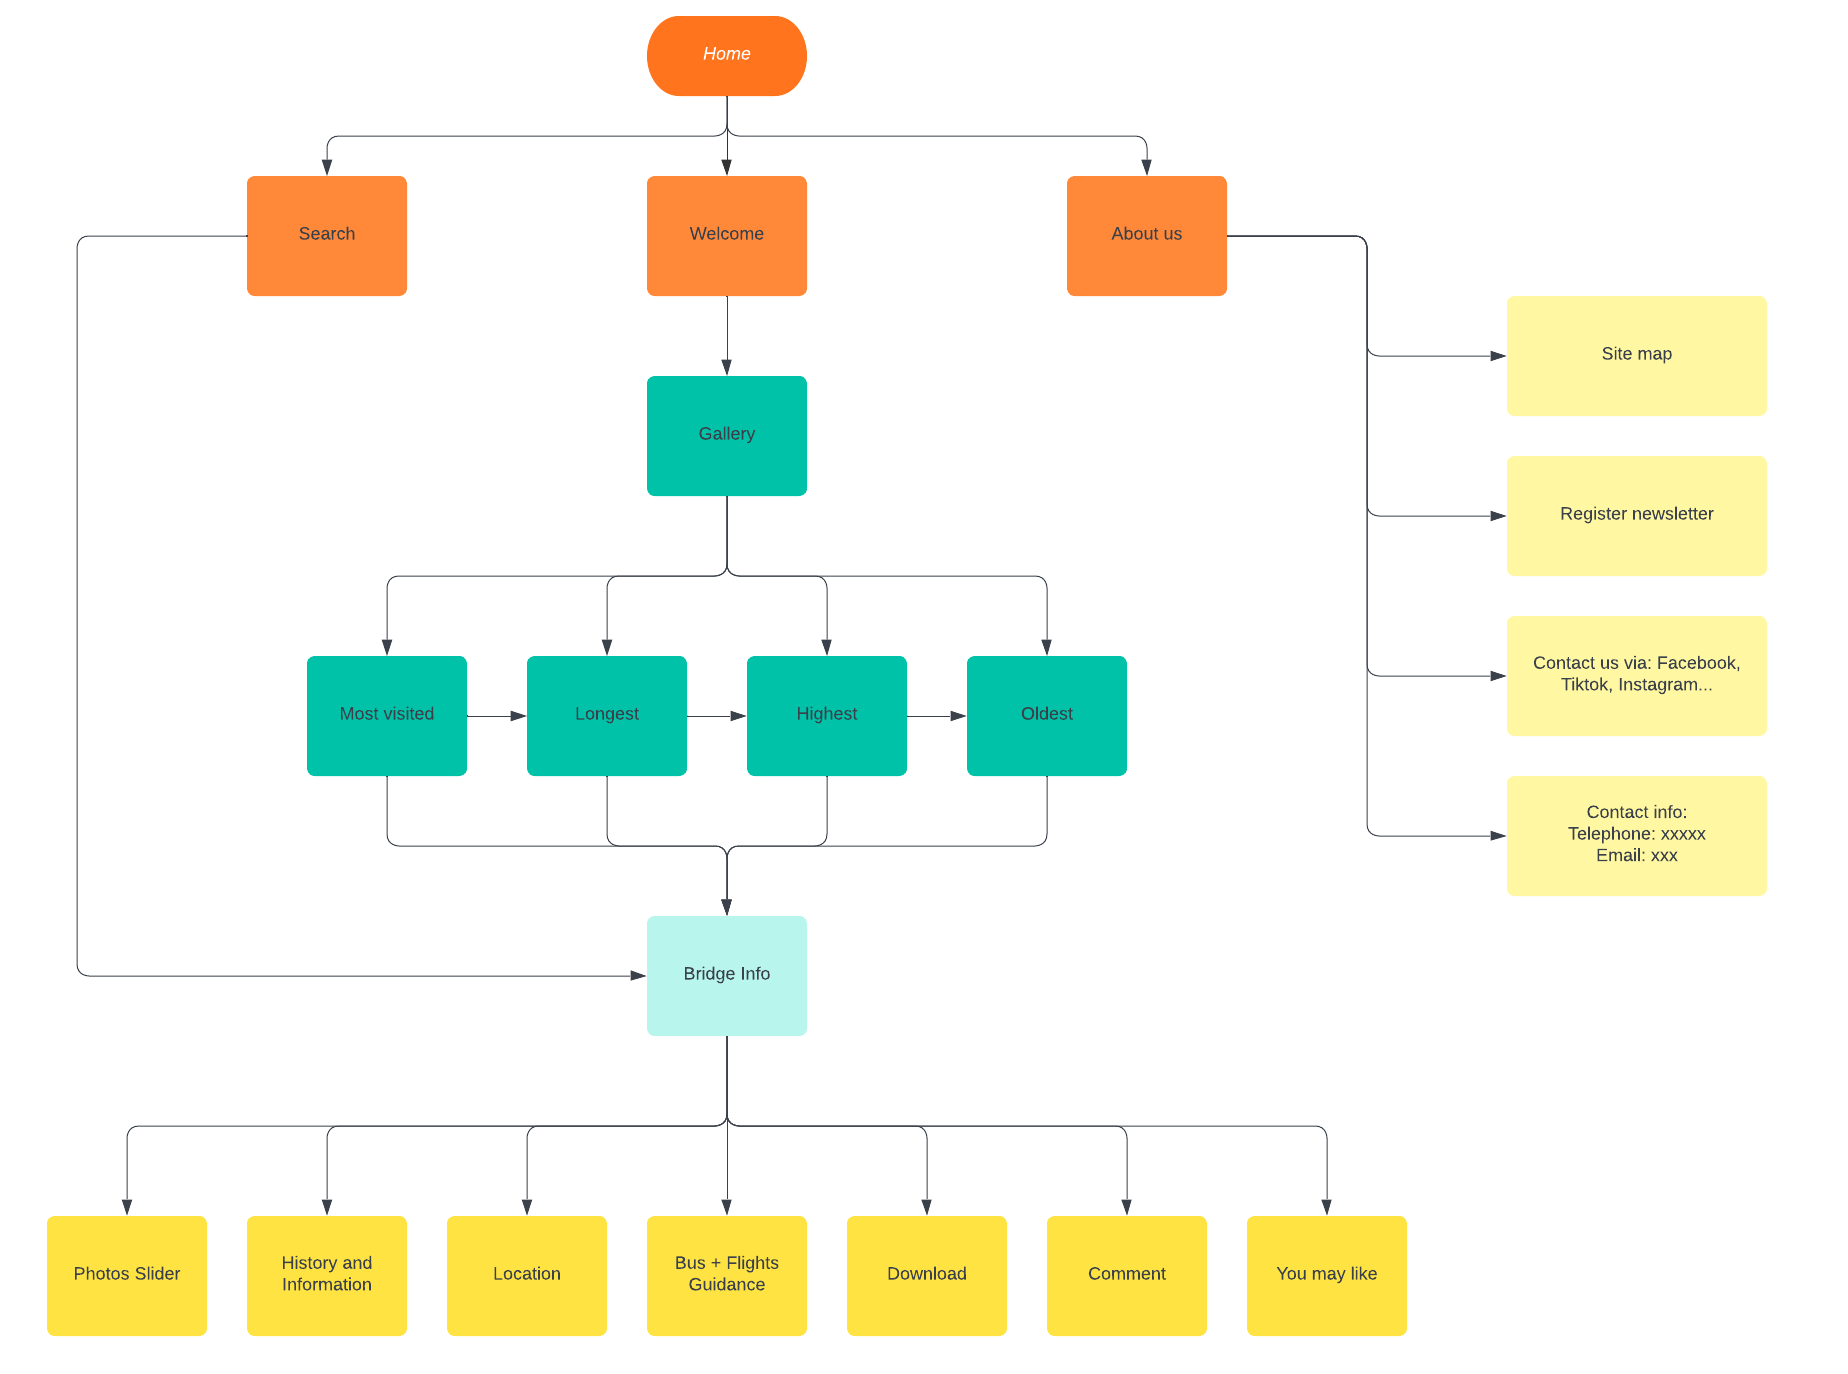 Home
Search
Welcome
About us
Site map
Gallery
Register newsletter
Contact us via: Facebook,
Tiktok, Instagram...
Most visited
Longest
Highest
Oldest
Contact info:
Telephone: xxxxx
Email: xxx
Bridge Info
Photos Slider
History and
Information
Location
Bus + Flights
Guidance
Download
Comment
You may like